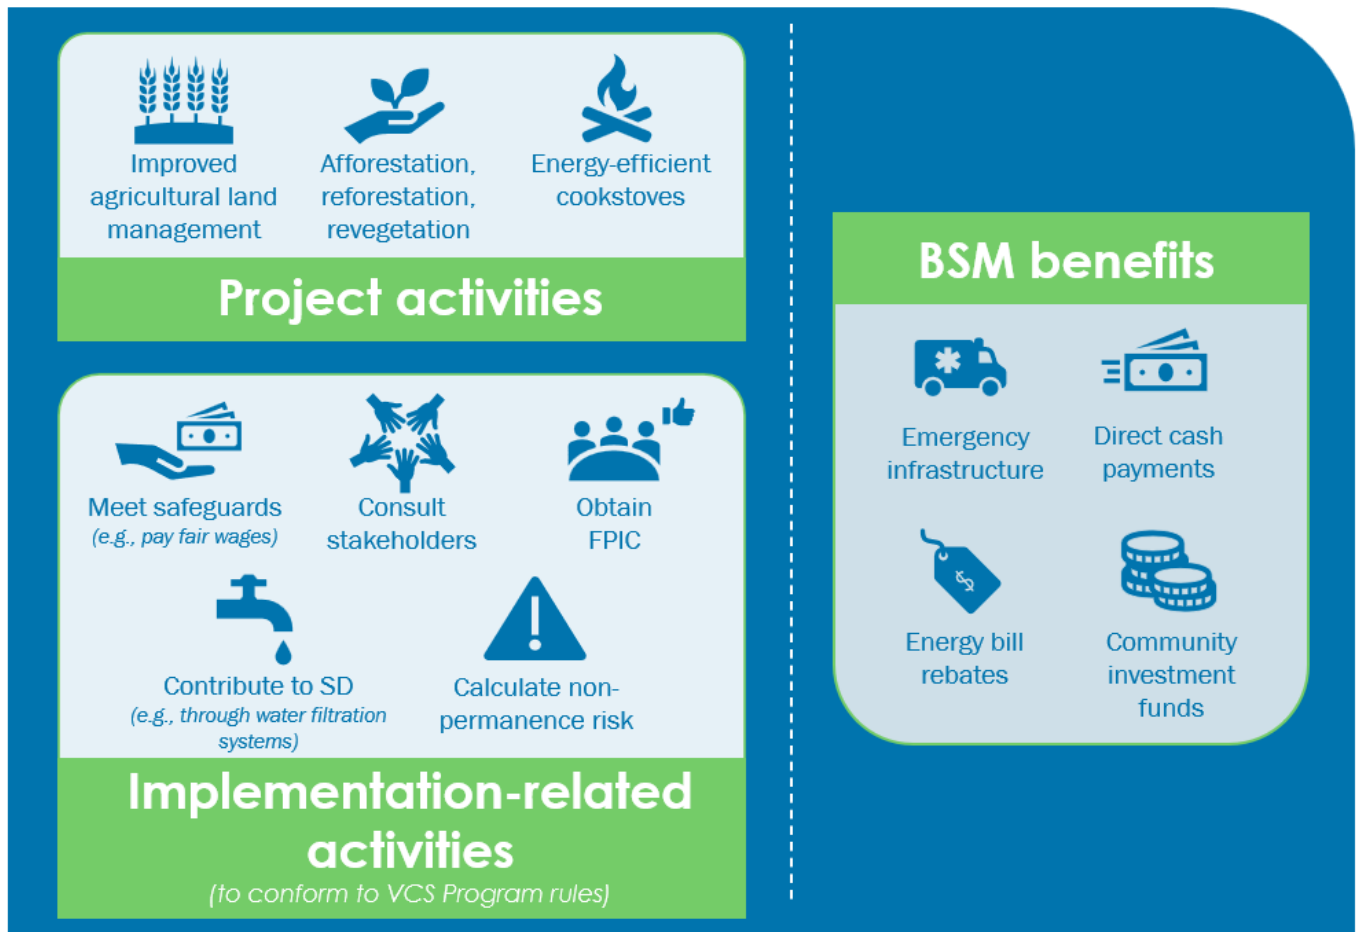 Improved
agricultural land
management
Afforestation,
reforestation,
revegetation
Energy-efficient
cookstoves
Project activities
Meet safeguards
(e.g., pay fair wages)
Consult
stakeholders
Obtain
FPIC
Contribute to SD
(e.g., through water filtration
systems)
Calculate non-
permanence risk
Implementation-related
activities
(to conform to VCS Program rules)
BSM benefits
Emergency
infrastructure
Direct cash
payments
Energy bill
rebates
Community
investment
funds